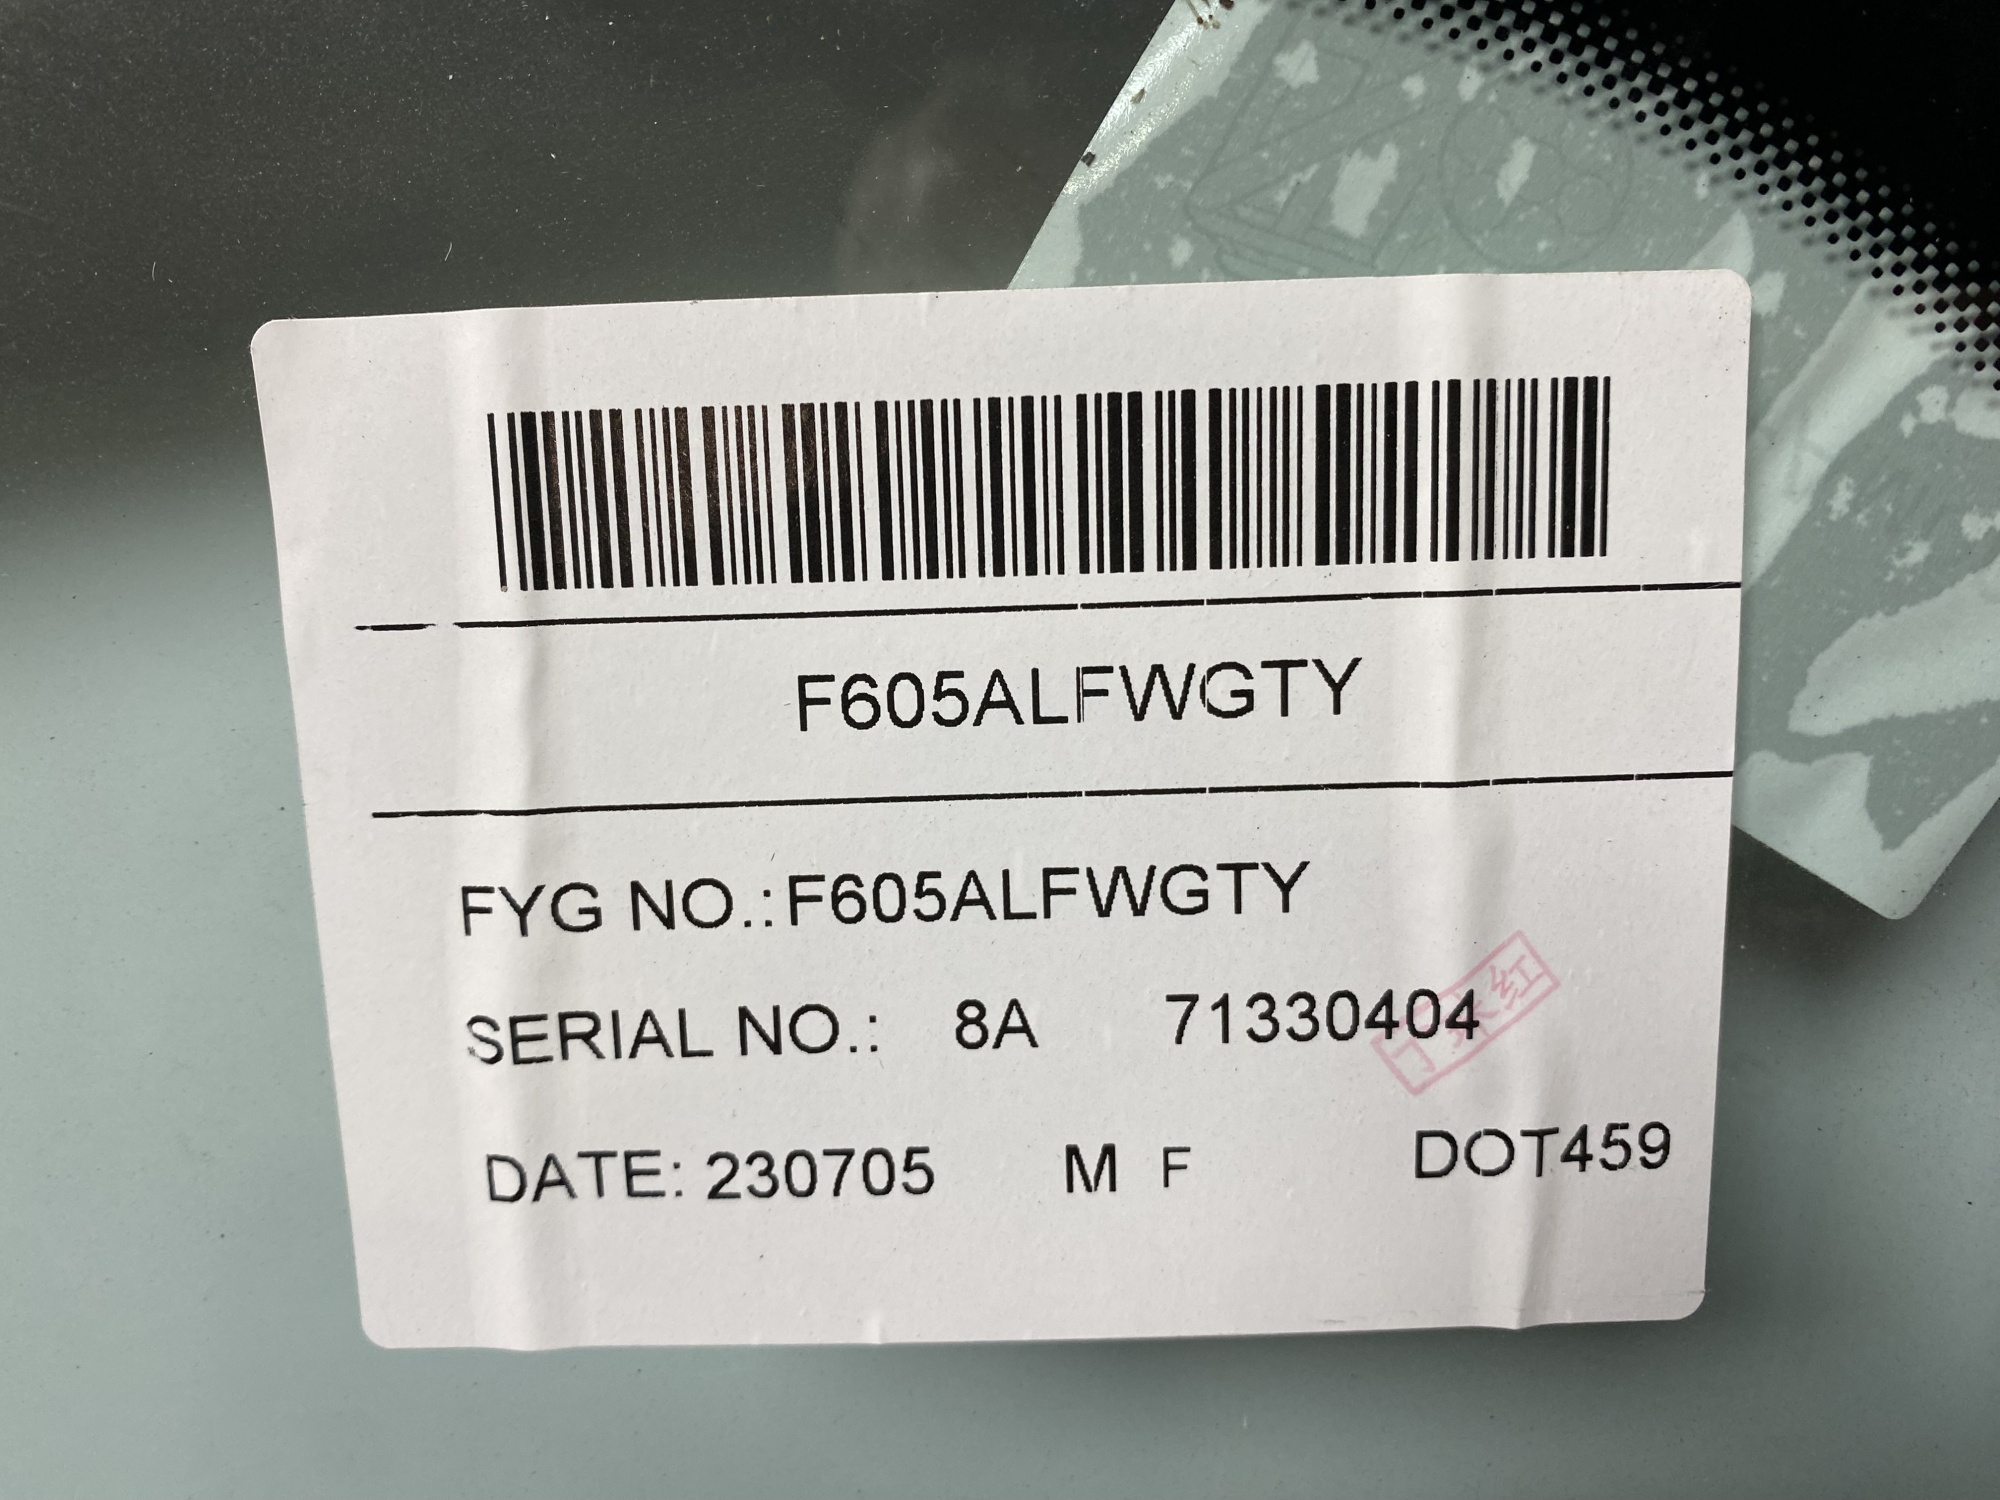 F605ALFWGTY
FYG NO.:F605ALFWGTY
SERIAL NO.: 8A 71330404
DATE: 230705 M F DOT459